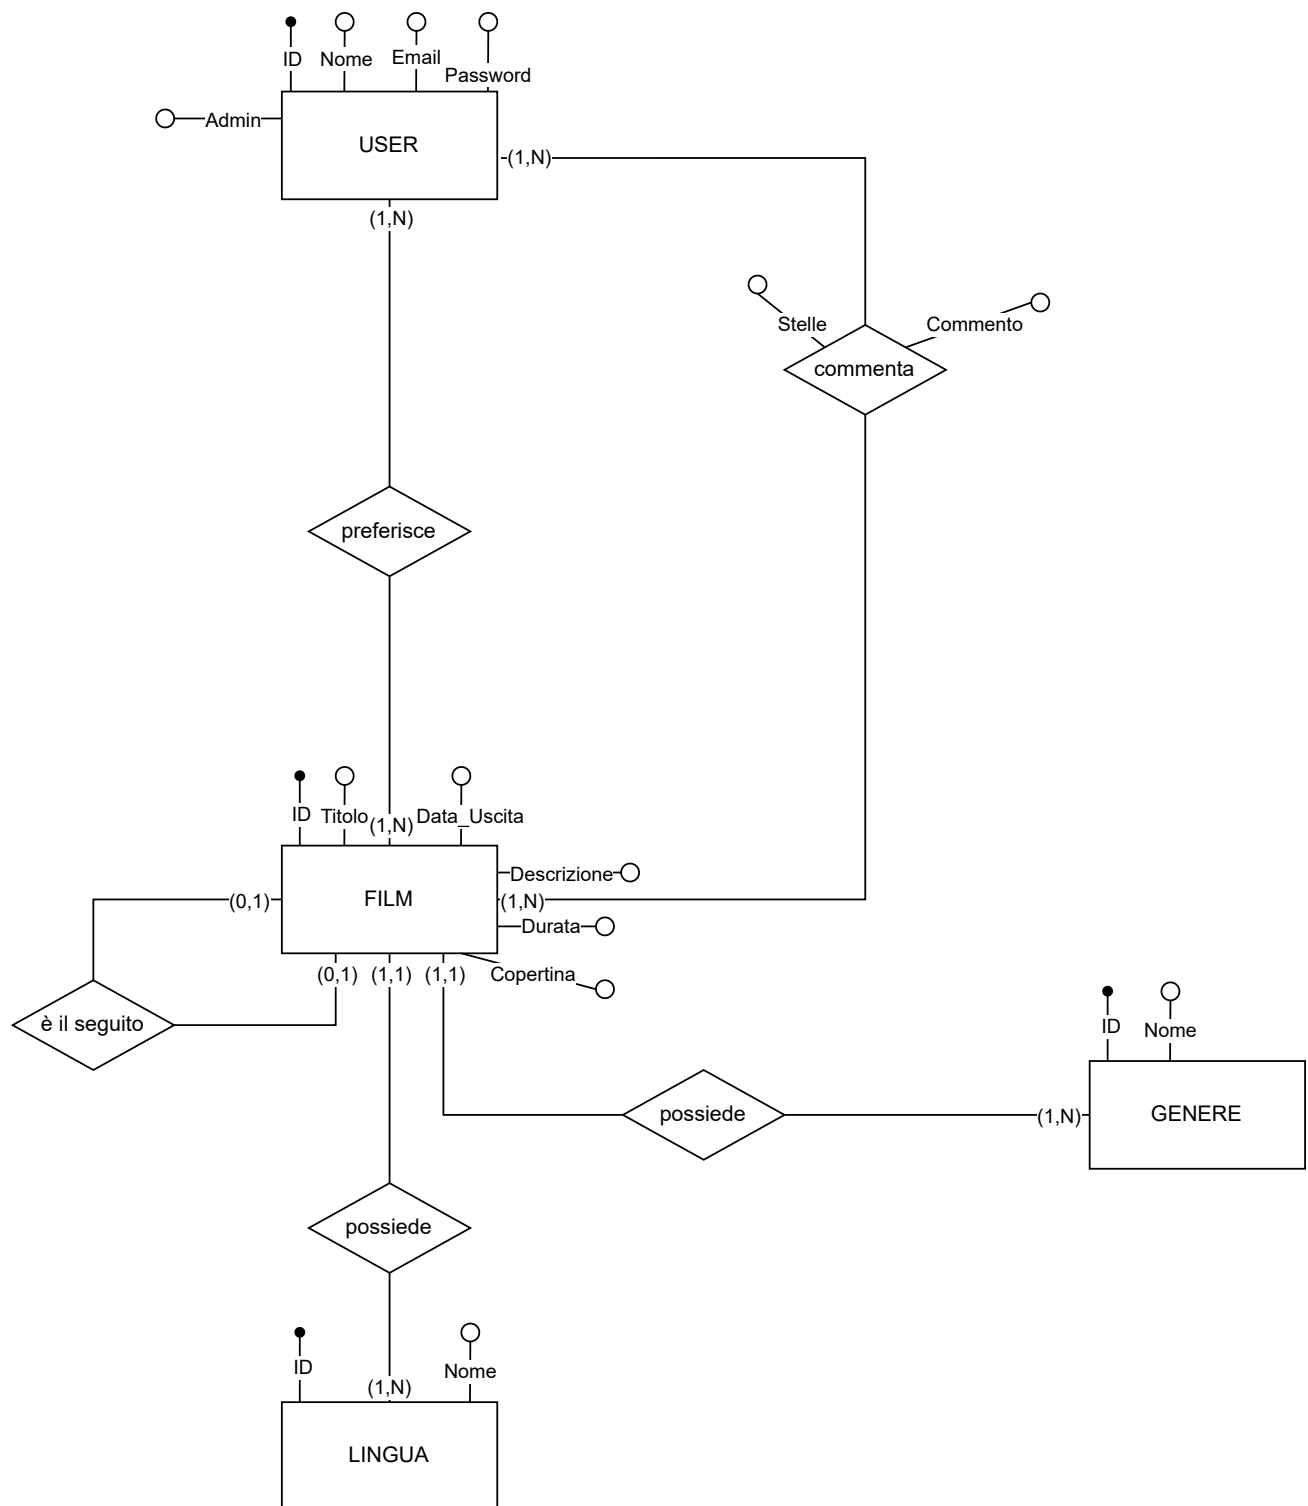 ID
Nome
Email
Password
Admin
USER
(1,N)
(1,N)
Stelle
Commento
commenta
preferisce
ID
Titolo
(1,N)
Data_Uscita
Descrizione
(0,1)
FILM
(1,N)
Durata
(0,1)
(1,1)
(1,1)
Copertina
è il seguito
ID
Nome
possiede
(1,N)
GENERE
possiede
ID
Nome
(1,N)
LINGUA